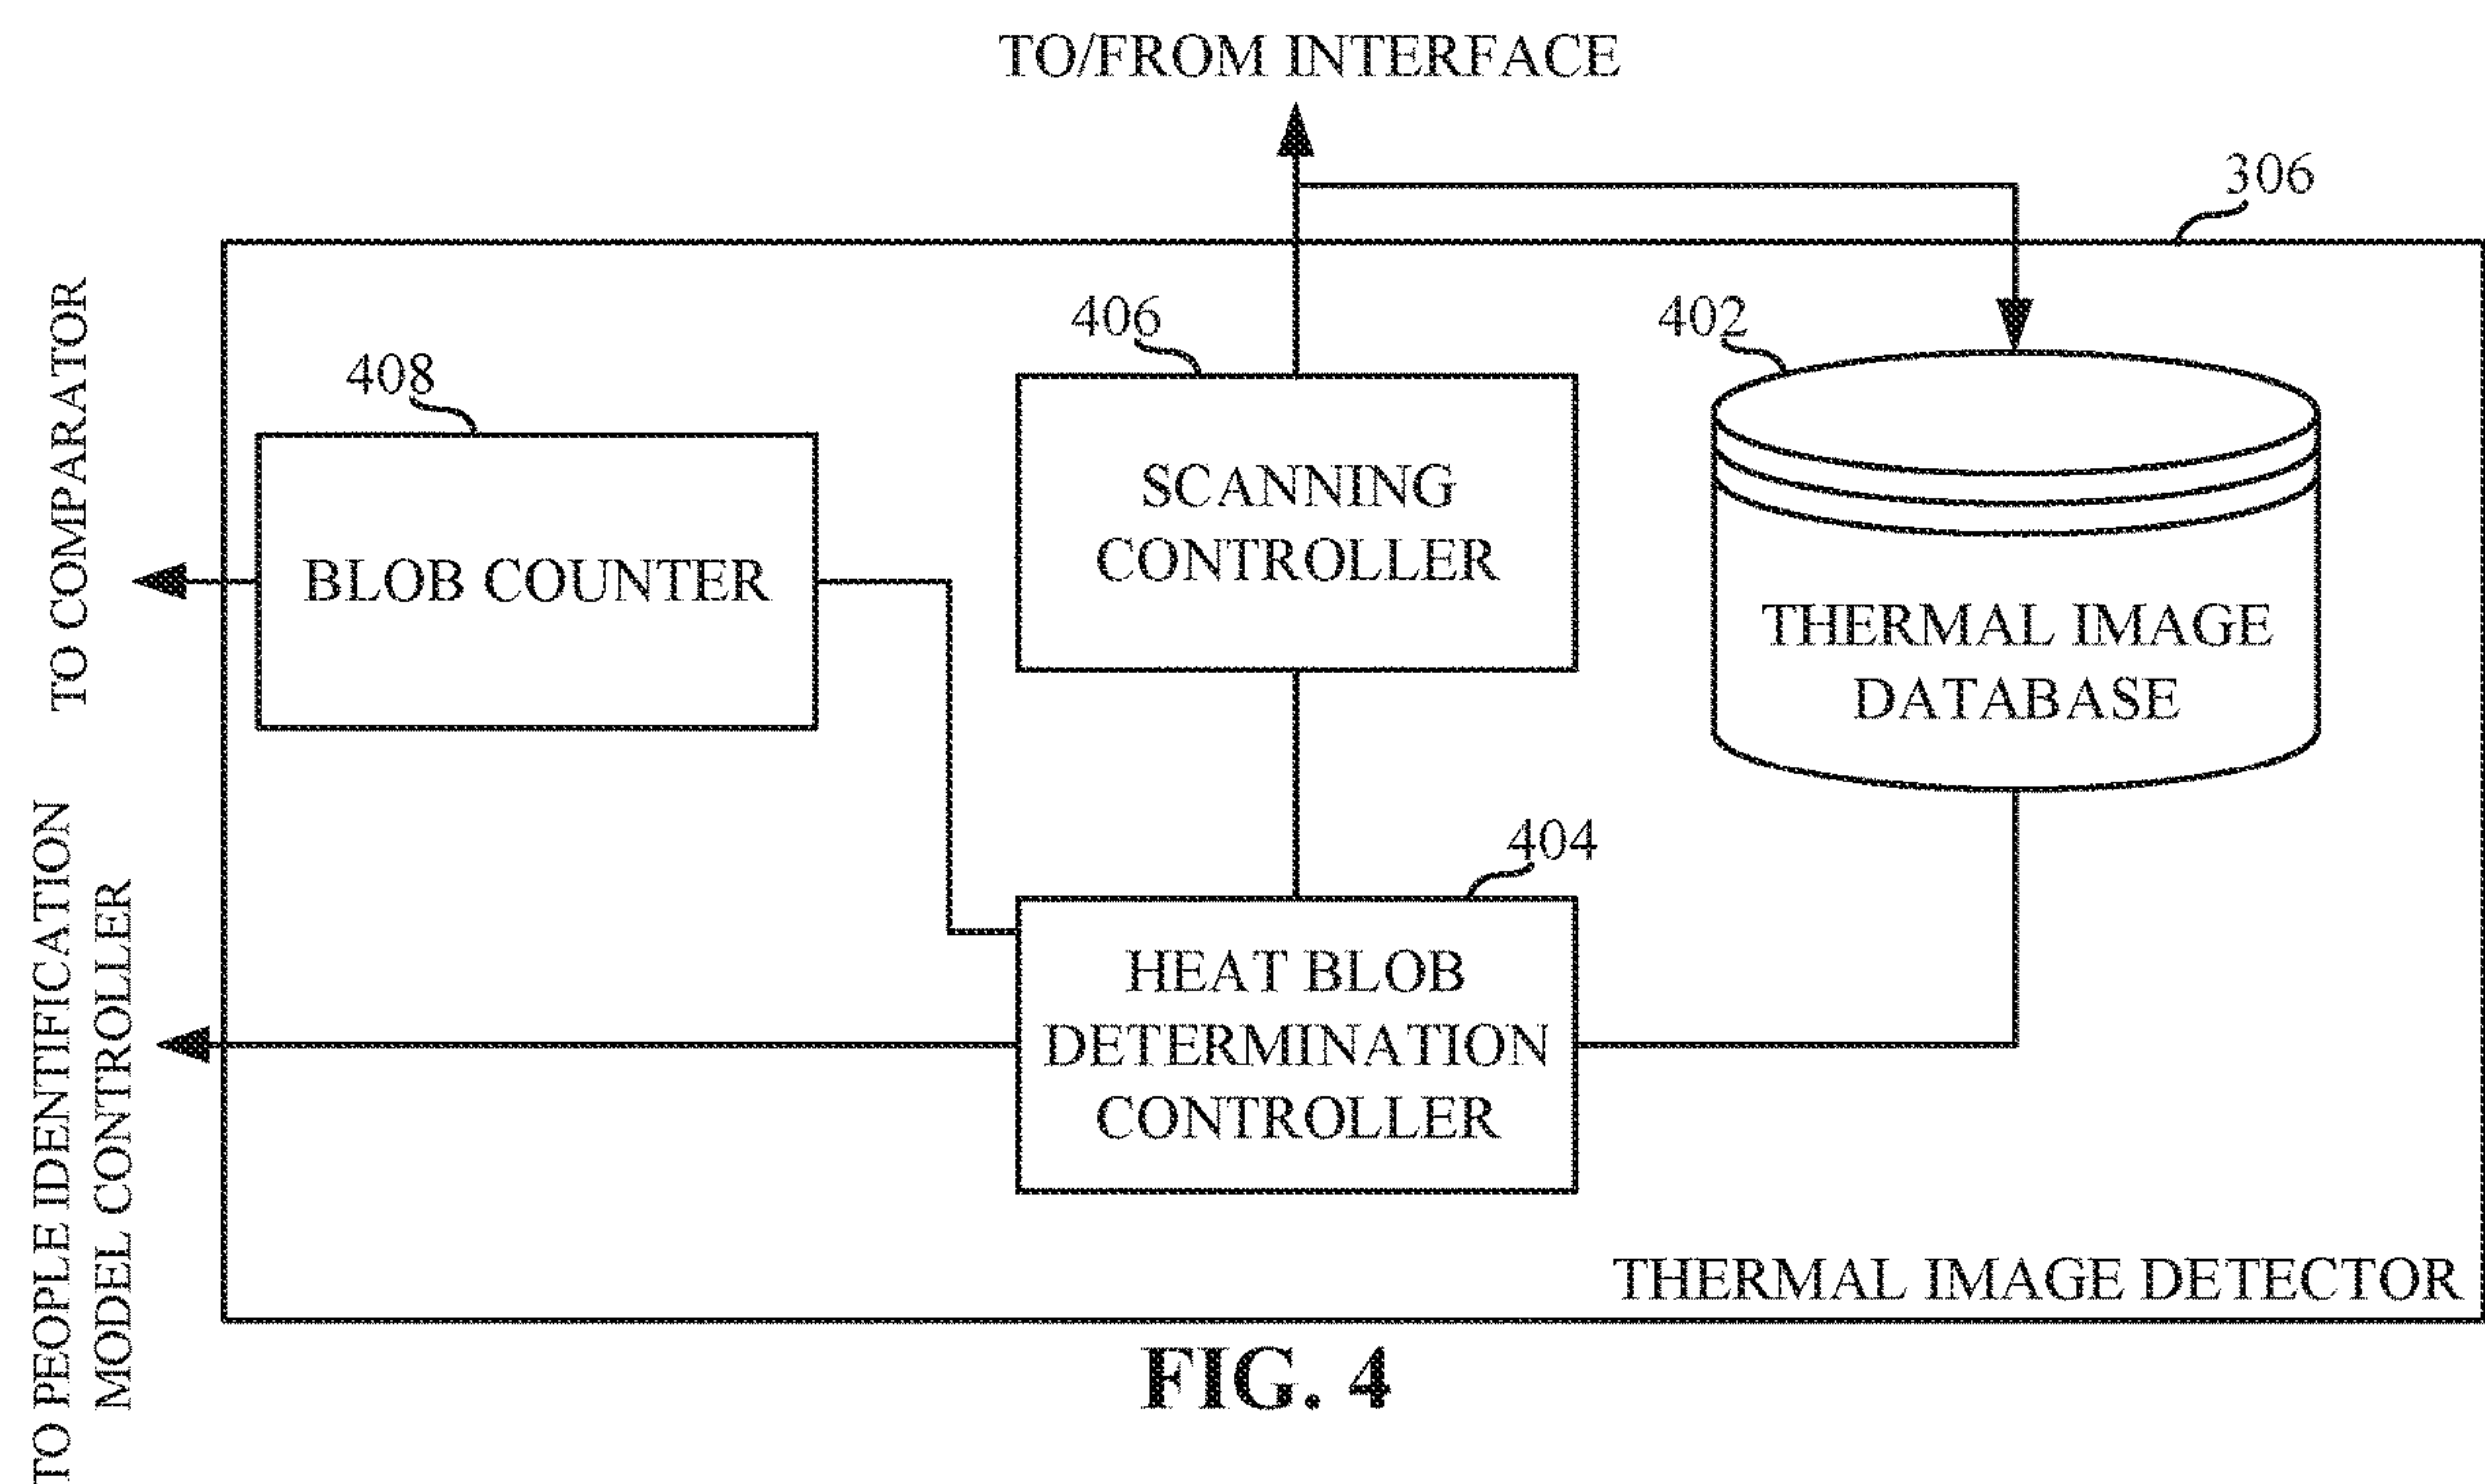 TO/FROM INTERFACE
306
406
402
408
TO COMPARATOR
SCANNING
CONTROLLER
BLOB COUNTER
THERMAL IMAGE
DATABASE
404
TO PEOPLE IDENTIFICATION
MODEL CONTROLLER
HEAT BLOB
DETERMINATION
CONTROLLER
THERMAL IMAGE DETECTOR
FIG. 4